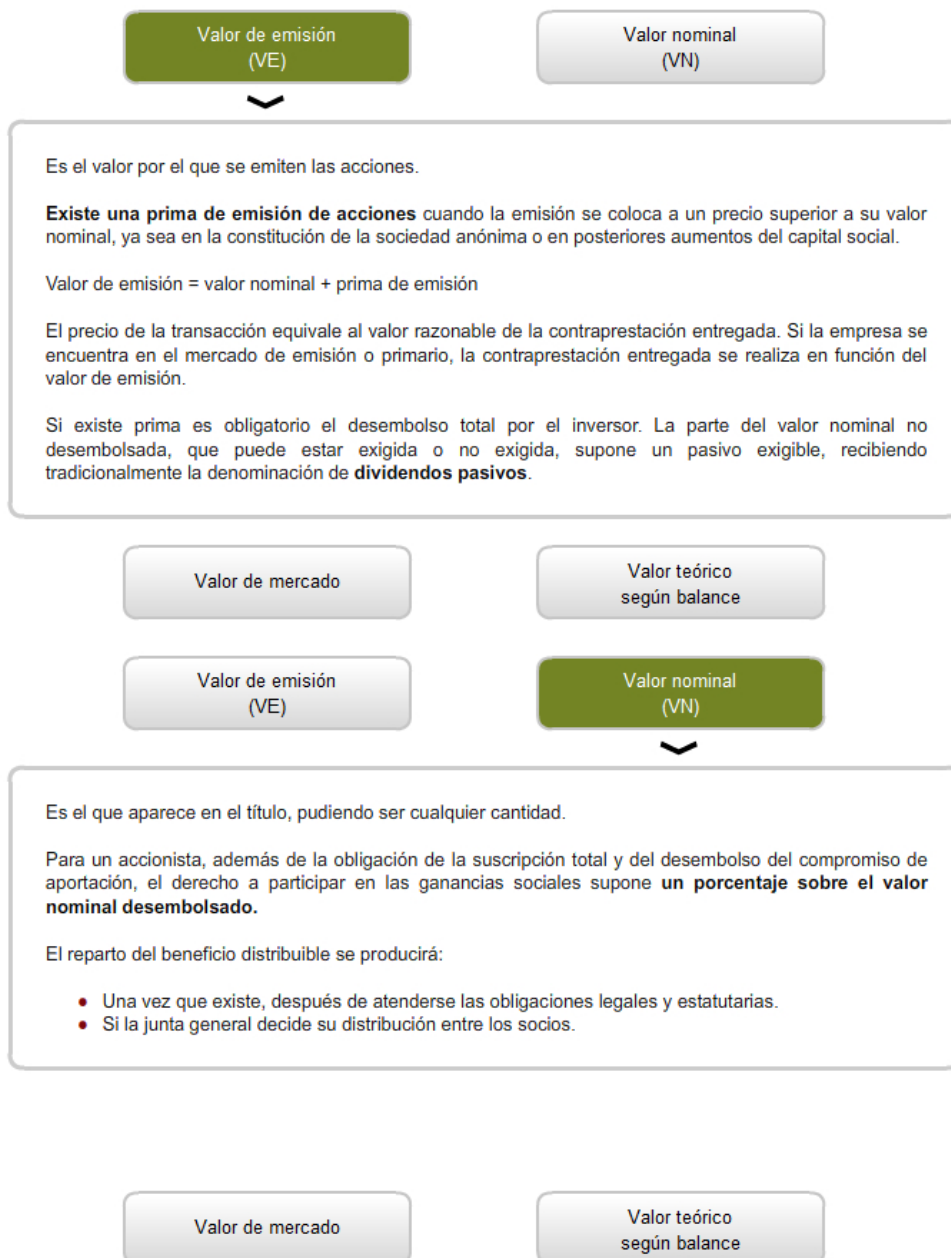 Valor de emisión
(VE)
Valor nominal
(VN)
Es el valor por el que se emiten las acciones.
Existe una prima de emisión de acciones cuando la emisión se coloca a un precio superior a su valor
nominal, ya sea en la constitución de la sociedad anónima o en posteriores aumentos del capital social.
Valor de emisión = valor nominal + prima de emisión
El precio de la transacción equivale al valor razonable de la contraprestación entregada. Si la empresa se
encuentra en el mercado de emisión o primario, la contraprestación entregada se realiza en función del
valor de emisión.
Si existe prima es obligatorio el desembolso total por el inversor. La parte del valor nominal no
desembolsada, que puede estar exigida o no exigida, supone un pasivo exigible, recibiendo
tradicionalmente la denominación de dividendos pasivos.
Valor de mercado
Valor teórico
según balance
Valor de emisión
(VE)
Valor nominal
(VN)
Es el que aparece en el título, pudiendo ser cualquier cantidad.
Para un accionista, además de la obligación de la suscripción total y del desembolso del compromiso de
aportación, el derecho a participar en las ganancias sociales supone un porcentaje sobre el valor
nominal desembolsado.
El reparto del beneficio distribuible se producirá:
• Una vez que existe, después de atenderse las obligaciones legales y estatutarias.
• Si la junta general decide su distribución entre los socios.
Valor de mercado
Valor teórico
según balance